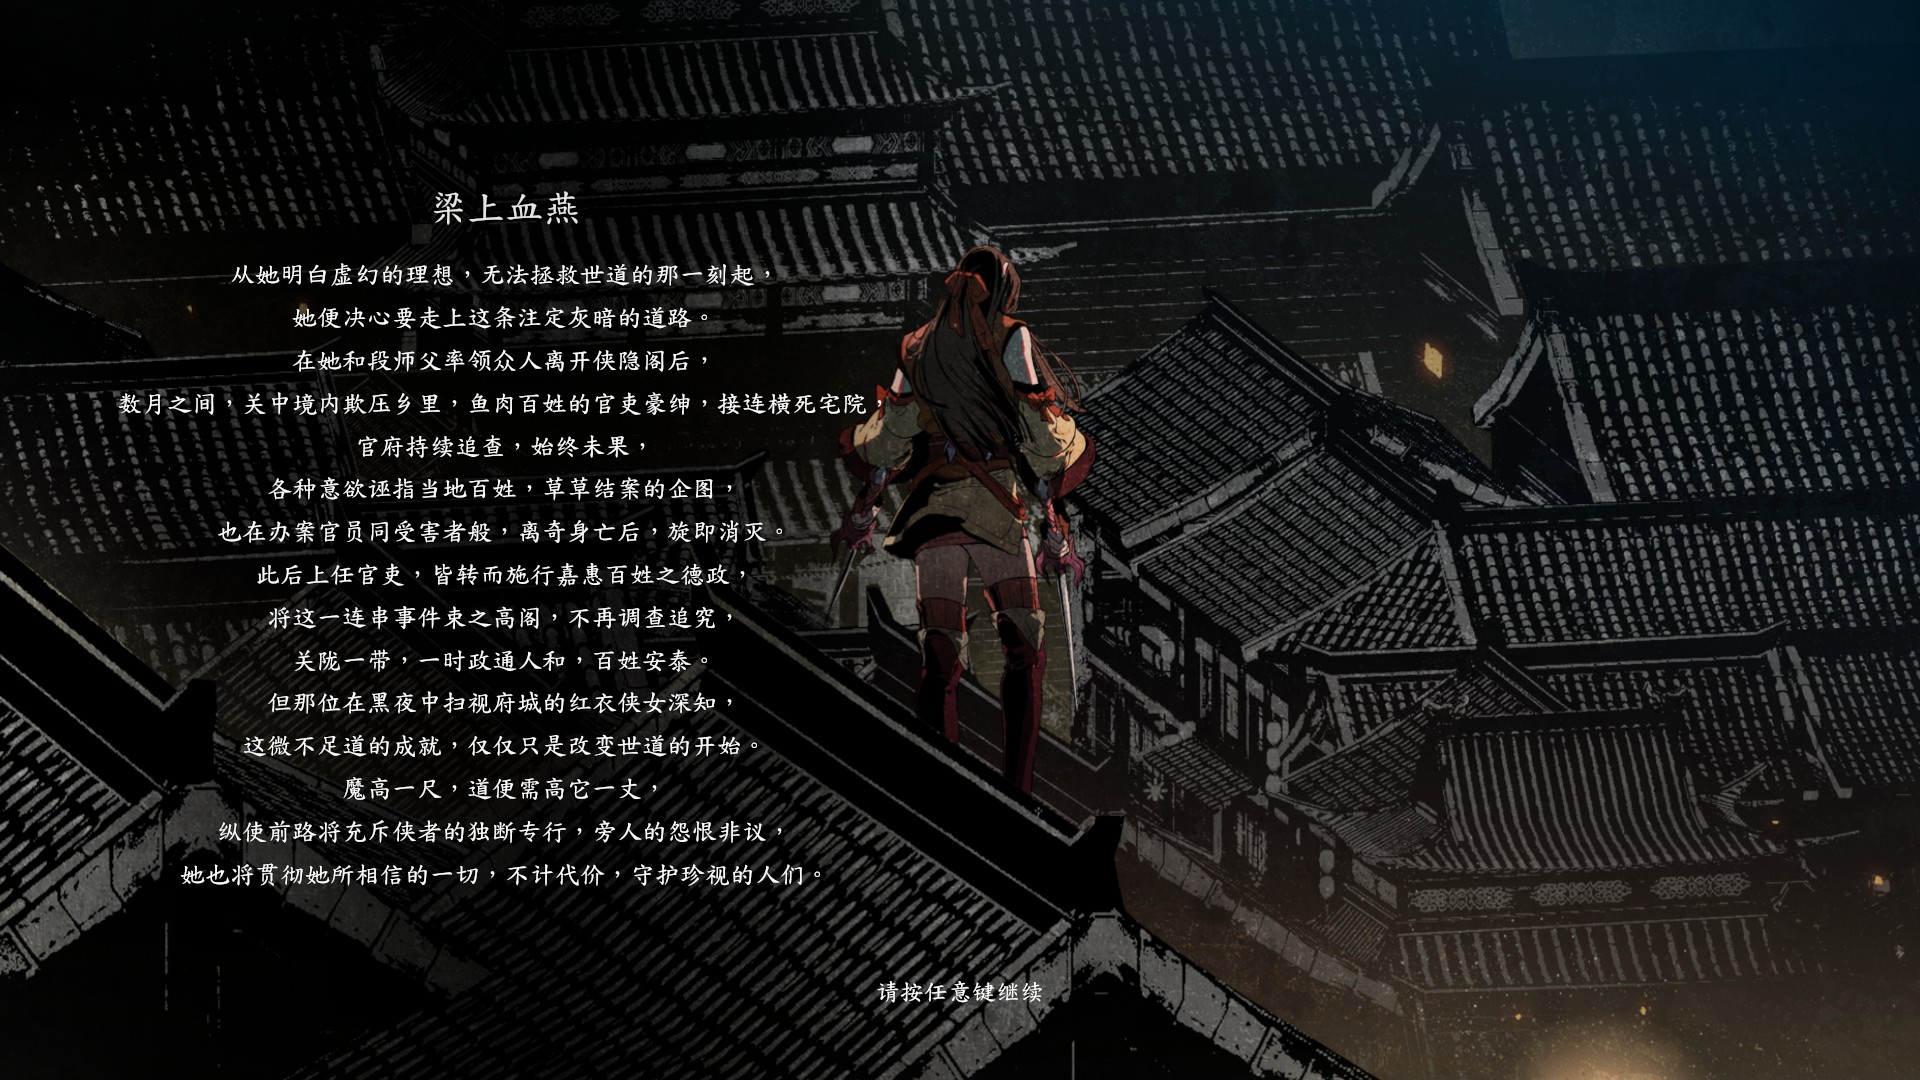 梁上血燕
从她明白虚幻的理想，无法拯救世道的那一刻起，
她便决心要走上这条注定灰暗的道路。
在她和段师父率领众人离开侠隐阁后，
数月之间，关中境内欺压乡里，鱼肉百姓的官吏豪绅，接连横死宅院，
官府持续追查，始终未果，
各种意欲诬指当地百姓，草草结案的企图，
也在办案官员同受害者般，离奇身亡后，旋即消灭。
此后上任官吏，皆转而施行嘉惠百姓之德政，
将这一连串事件束之高阁，不再调查追究，
关陇一带，一时政通人和，百姓安泰。
但那位在黑夜中扫视府城的红衣侠女深知，
这微不足道的成就，仅仅只是改变世道的开始。
魔高一尺，道便需高它一丈，
纵使前路将充斥侠者的独断专行，旁人的怨恨非议，
她也将贯彻她所相信的一切，不计代价，守护珍视的人们。
请按任意键继续